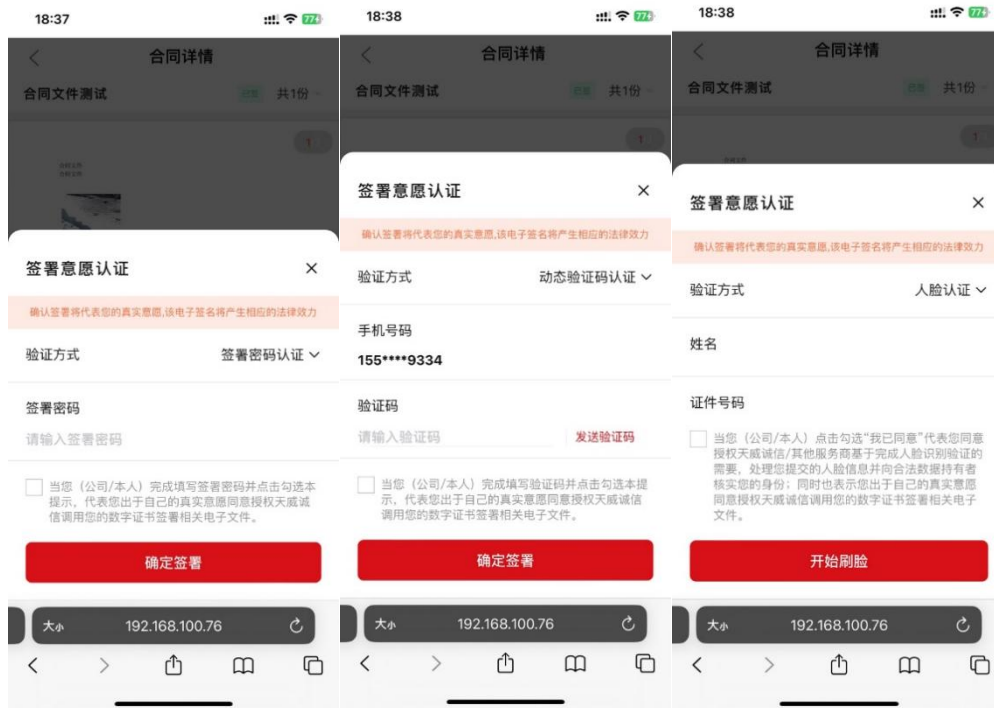 18:37
77
合同详情
合同文件测试
共1份
1
签署意愿认证
确认签署将代表您的真实意愿,该电子签名将产生相应的法律效力
验证方式
签署密码认证
签署密码
请输入签署密码
当您（公司/本人）完成填写签署密码并点击勾选本
提示，代表您出于自己的真实意愿同意授权天威诚
信调用您的数字证书签署相关电子文件。
确定签署
大小
192.168.100.76
18:38
77
合同详情
合同文件测试
共1份
1
签署意愿认证
确认签署将代表您的真实意愿,该电子签名将产生相应的法律效力
验证方式
动态验证码认证
手机号码
155****9334
验证码
请输入验证码
发送验证码
当您（公司/本人）完成填写验证码并点击勾选本提
示，代表您出于自己的真实意愿同意授权天威诚信
调用您的数字证书签署相关电子文件。
确定签署
大小
192.168.100.76
18:38
77
合同详情
合同文件测试
共1份
1
签署意愿认证
确认签署将代表您的真实意愿,该电子签名将产生相应的法律效力
验证方式
人脸认证
姓名
证件号码
当您（公司/本人）点击勾选“我已同意”代表您同意
授权天威诚信/其他服务商基于完成人脸识别验证的
需要，处理您提交的人脸信息并向合法数据持有者
核实您的身份；同时也表示您出于自己的真实意愿
同意授权天威诚信调用您的数字证书签署相关电子
文件。
开始刷脸
大小
192.168.100.76